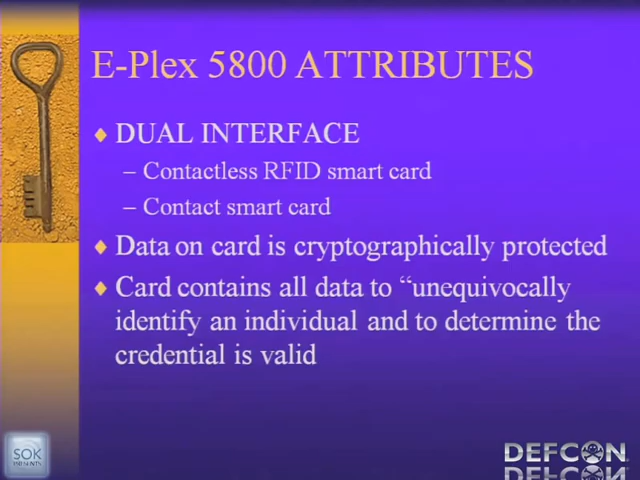 E-Plex 5800 ATTRIBUTES
DUAL INTERFACE
– Contactless RFID smart card
– Contact smart card
Data on card is cryptographically protected
Card contains all data to “unequivocally
identify an individual and to determine the
credential is valid
SOK
PRESENTS
DEFCON